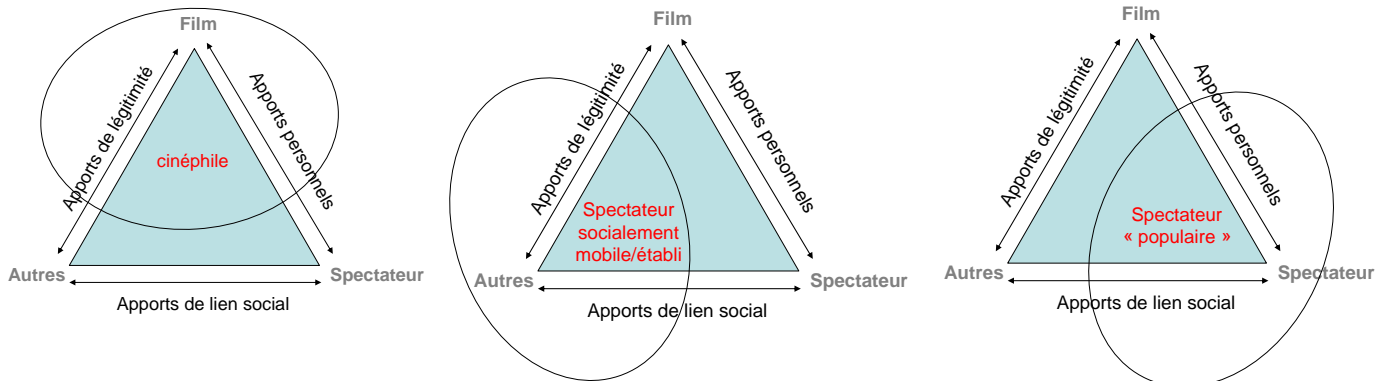 Film
Apports de légitimité
Apports personnels
cinéphile
Autres
Spectateur
Apports de lien social
Film
Apports de légitimité
Apports personnels
Spectateur
socialement
mobile/établi
Autres
Spectateur
Apports de lien social
Film
Apports de légitimité
Apports personnels
Spectateur
« populaire »
Autres
Spectateur
Apports de lien social